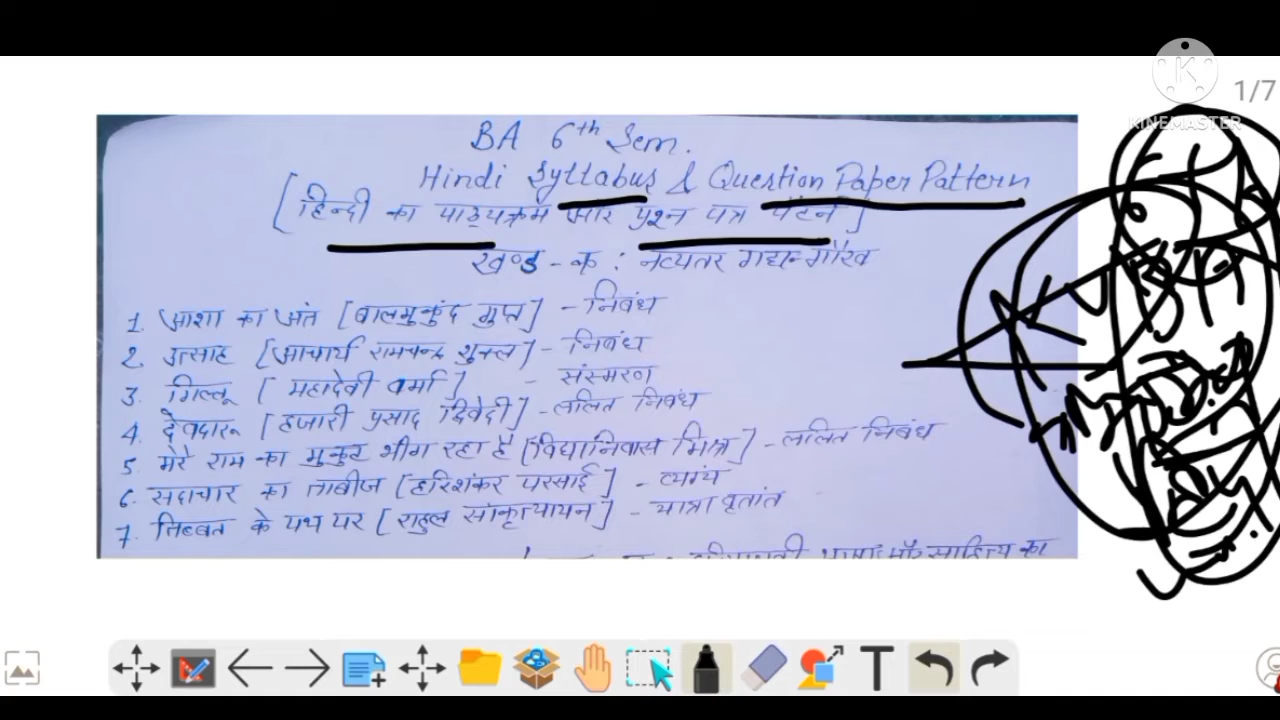 1/7
KINEMASTER
BA 6th Sem.
Hindi Syllabus & Question Paper Pattern
[हिन्दी का पाठ्यक्रम और प्रश्न पत्र पैटर्न]
खण्ड - क : नव्यतर गद्य गौरव
1. आशा का अंत [बालमुकुंद गुप्त] - निबंध
2. उत्साह [आचार्य रामचन्द्र शुक्ल] - निबंध
3. गिल्लू [महादेवी वर्मा] - संस्मरण
4. देवदारू [हजारी प्रसाद द्विवेदी] - ललित निबंध
5. मेरे राम का मुकुट भीग रहा है [विद्यानिवास मिश्र] - ललित निबंध
6. सदाचार का ताबीज [हरिशंकर परसाई] - व्यंग्य
7. तिब्बत के पथ पर [राहुल सांकृत्यायन] - यात्रा वृतांत
भाषा और साहित्य का